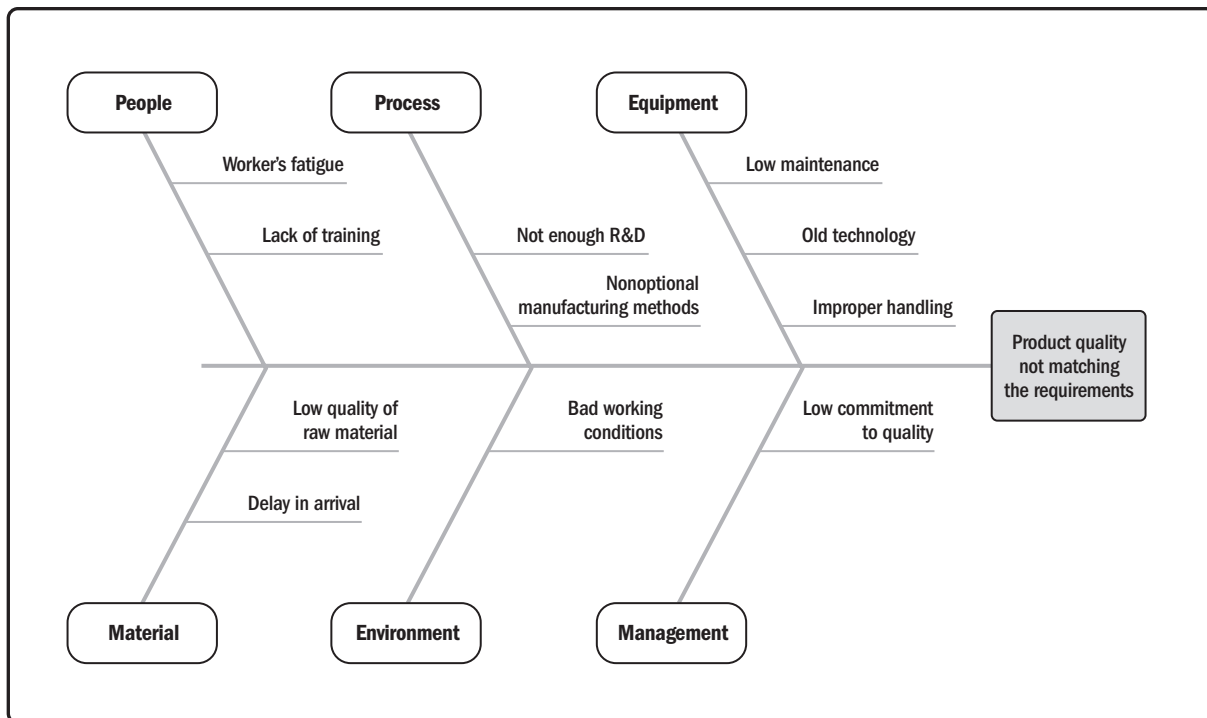 People
Process
Equipment
Worker's fatigue
Low maintenance
Lack of training
Not enough R&D
Old technology
Nonoptional
manufacturing methods
Improper handling
Product quality
not matching
the requirements
Low quality of
raw material
Bad working
conditions
Low commitment
to quality
Delay in arrival
Material
Environment
Management